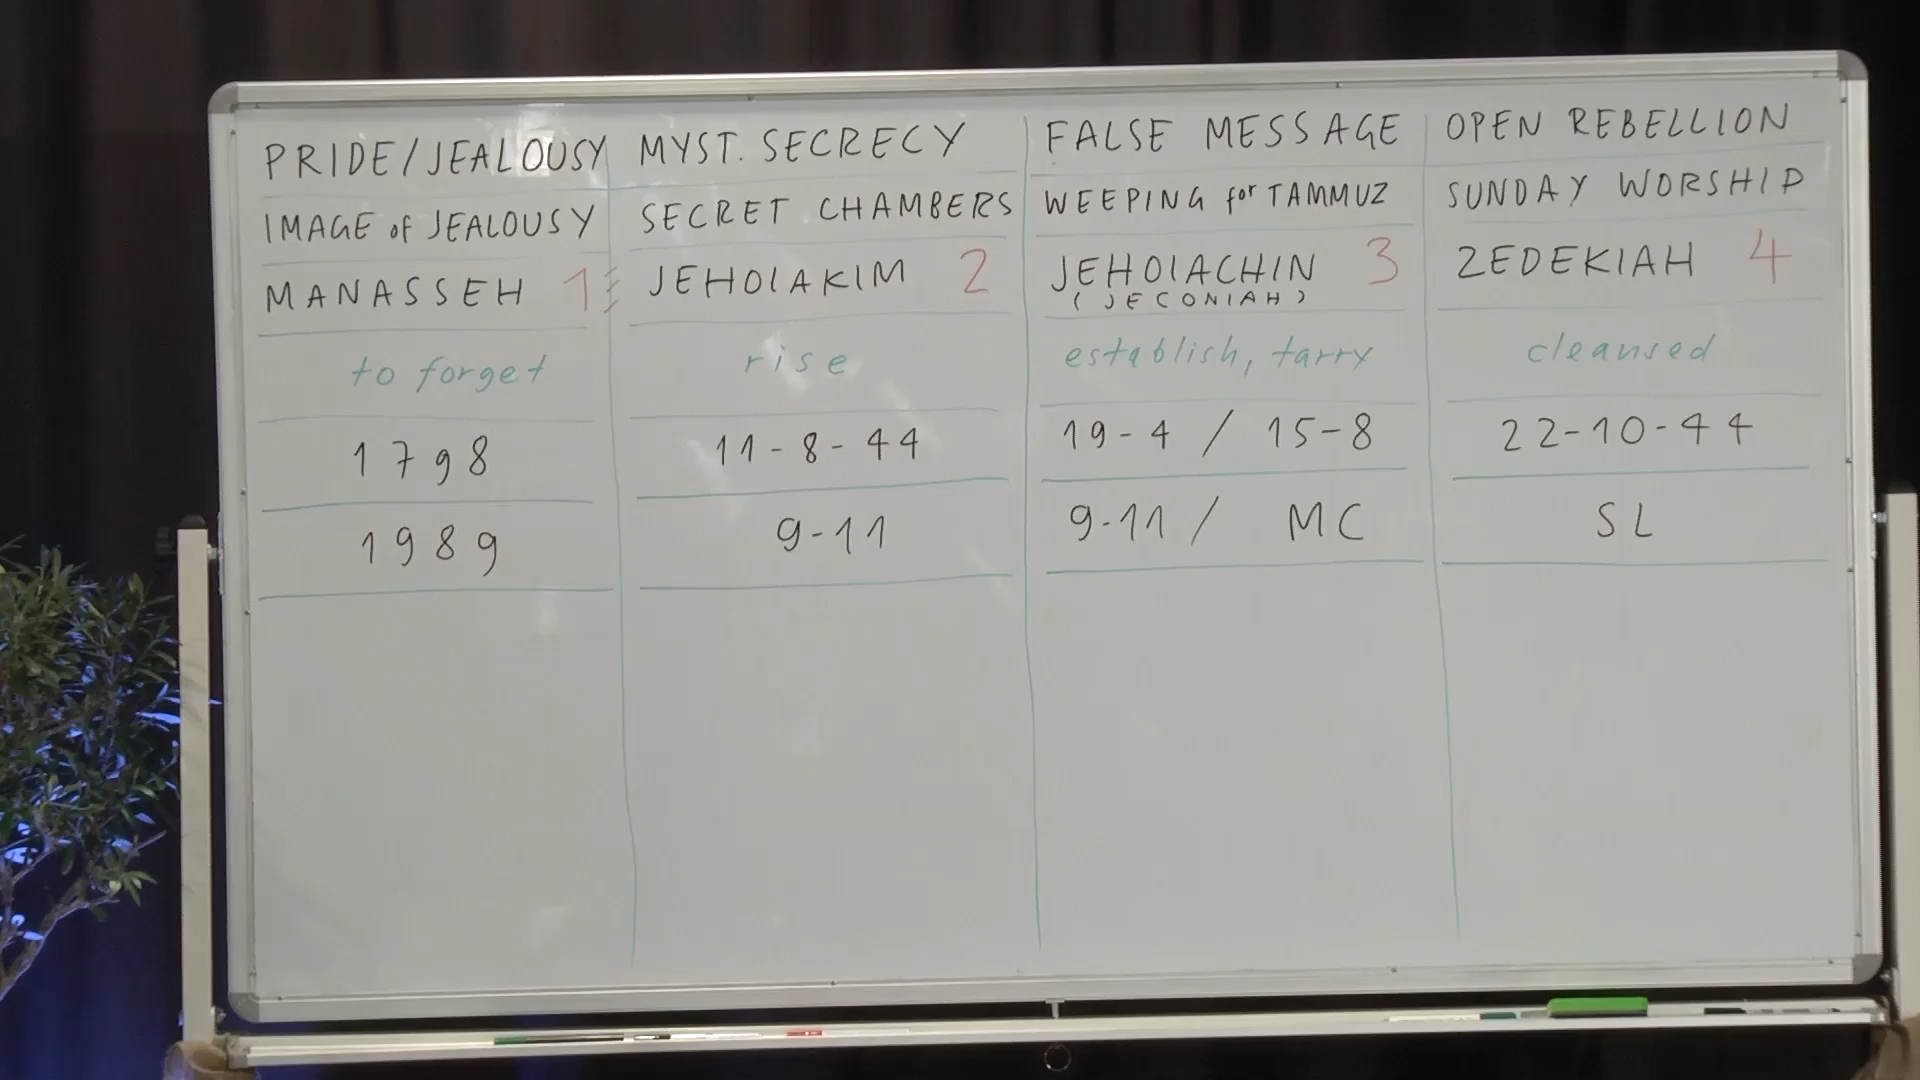 PRIDE/JEALOUSY MYST. SECRECY FALSE MESSAGE OPEN REBELLION
IMAGE of JEALOUSY SECRET CHAMBERS WEEPING for TAMMUZ SUNDAY WORSHIP
MANASSEH 1 JEHOIAKIM 2 JEHOIACHIN 3 ZEDEKIAH 4
(JECONIAH)
to forget rise establish, tarry cleansed
1798 11-8-44 19-4 / 15-8 22-10-44
1989 9-11 9-11 / MC SL